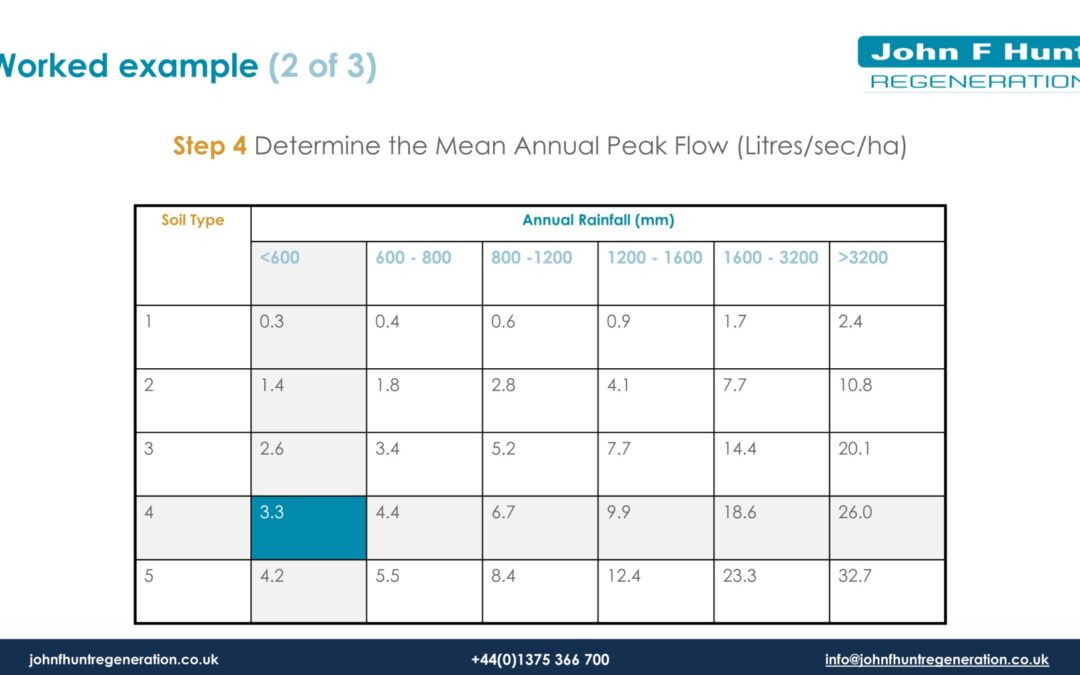 Worked example (2 of 3)
John F Hunt
REGENERATION
Step 4 Determine the Mean Annual Peak Flow (Litres/sec/ha)
Soil Type Annual Rainfall (mm)
<600 600 - 800 800 -1200 1200 - 1600 1600 - 3200 >3200
1 0.3 0.4 0.6 0.9 1.7 2.4
2 1.4 1.8 2.8 4.1 7.7 10.8
3 2.6 3.4 5.2 7.7 14.4 20.1
4 3.3 4.4 6.7 9.9 18.6 26.0
5 4.2 5.5 8.4 12.4 23.3 32.7
johnfhuntregeneration.co.uk +44(0)1375 366 700 info@johnfhuntregeneration.co.uk